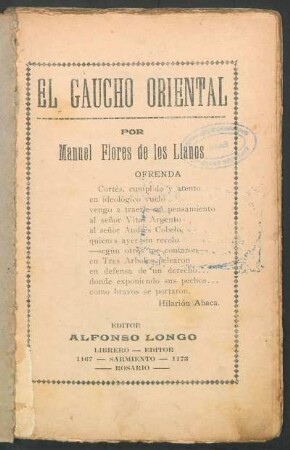 EL GAUCHO ORIENTAL
POR
Manuel Flores de los Llanos
OFRENDA
Cortés, cumplido y atento
en ideológico vuelo
vengo a traerle mi pensamiento
al señor Vital Argento
al señor Andrés Cobelo,
quienes ayer sin recelo
—según otros me contaron—
en Tres Arboles pelearon
en defensa de un derecho...
donde exponiendo sus pechos...
como bravos se portaron.
Hilarión Abaca.
EDITOR
ALFONSO LONGO
LIBRERO — EDITOR
1167 — SARMIENTO — 1173
— ROSARIO —